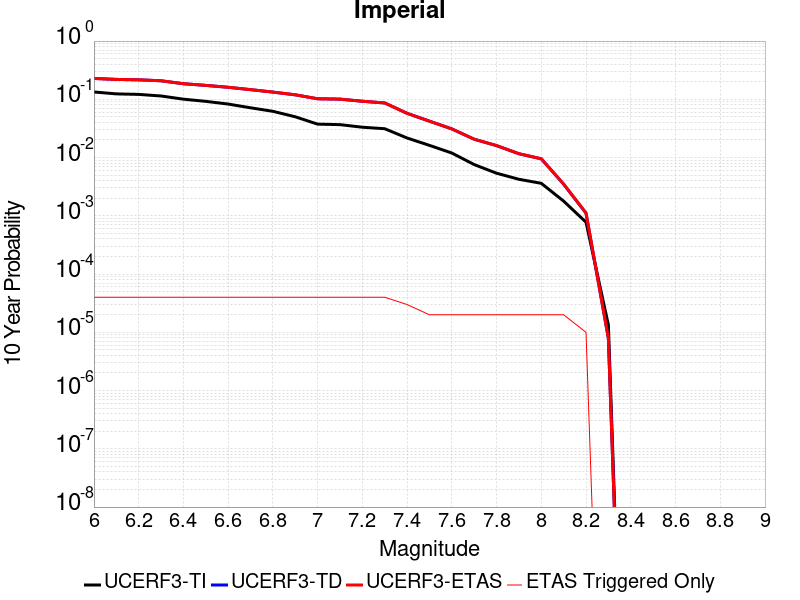 Imperial
10^0
10^-1
10^-2
10^-3
10^-4
10^-5
10^-6
10^-7
10^-8
10 Year Probability
6 6.2 6.4 6.6 6.8 7 7.2 7.4 7.6 7.8 8 8.2 8.4 8.6 8.8 9
Magnitude
UCERF3-TI UCERF3-TD UCERF3-ETAS ETAS Triggered Only